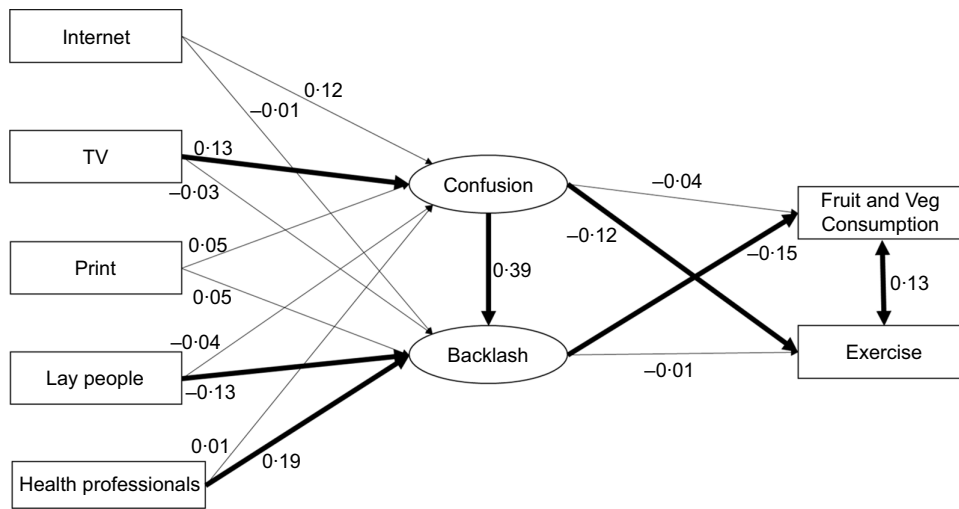 Internet
0·12
–0·01
TV
0·13
–0·03
Confusion
–0·04
Fruit and Veg
Consumption
–0·12
–0·15
Print
0·05
0·05
0·39
0·13
–0·04
Lay people
–0·13
Backlash
–0·01
Exercise
0·01
0·19
Health professionals